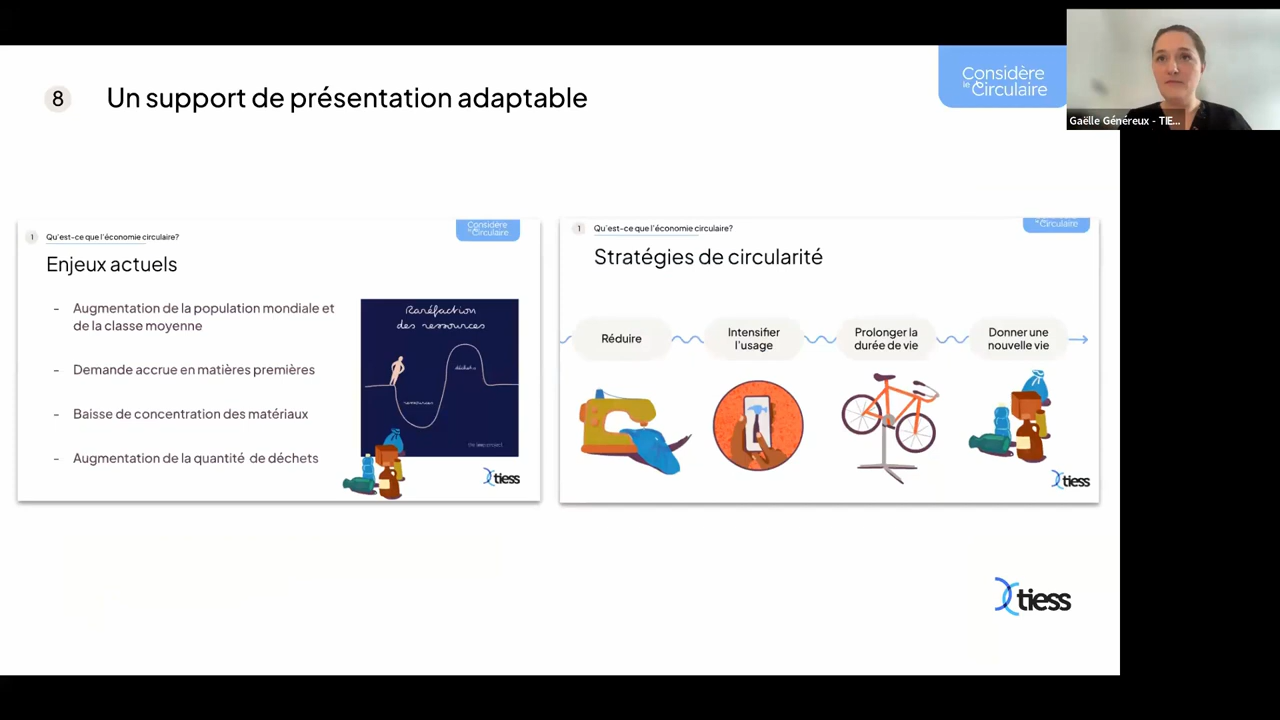 8
Un support de présentation adaptable
Considère
le Circulaire
Gaëlle Généreux - TIE...
1
Qu'est-ce que l'économie circulaire?
Considère
le Circulaire
Enjeux actuels
- Augmentation de la population mondiale et
de la classe moyenne
- Demande accrue en matières premières
- Baisse de concentration des matériaux
- Augmentation de la quantité de déchets
Raréfaction
des ressources
déchets
ressources
tiess
1
Qu'est-ce que l'économie circulaire?
le Circulaire
Stratégies de circularité
Réduire
Intensifier
l'usage
Prolonger la
durée de vie
Donner une
nouvelle vie
tiess
tiess